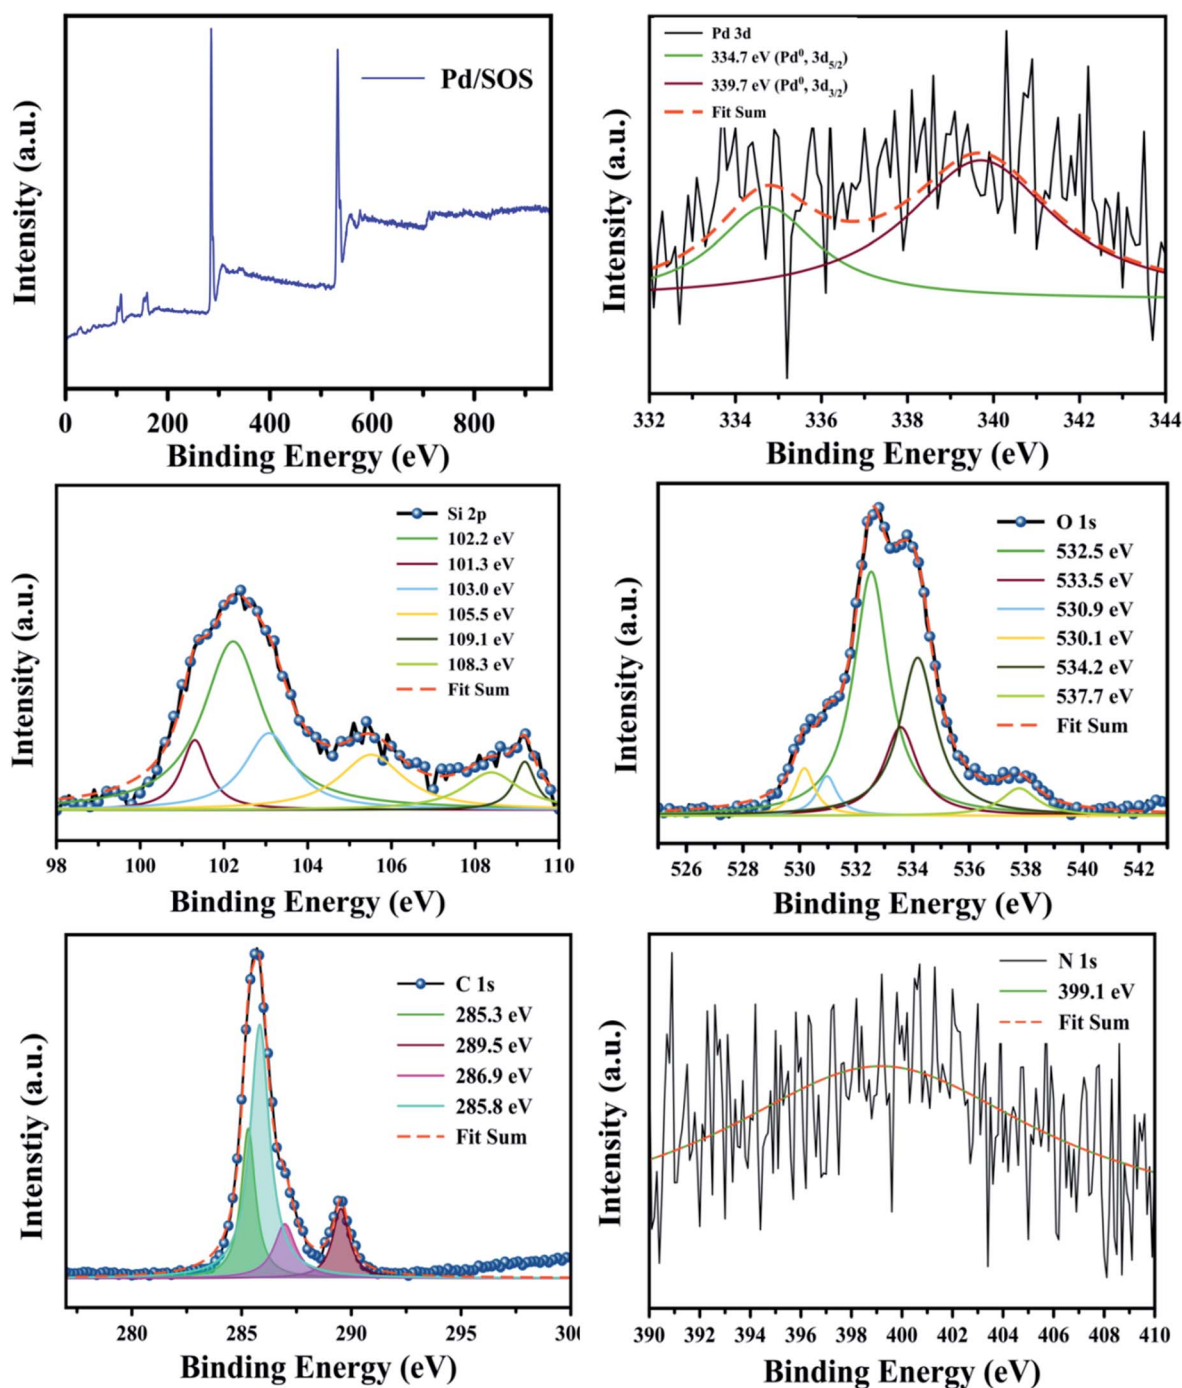 Pd/SOS
Intensity (a.u.)
0 200 400 600 800
Binding Energy (eV)
Pd 3d
334.7 eV (Pd⁰, 3d₅/₂)
339.7 eV (Pd⁰, 3d₃/₂)
Fit Sum
Intensity (a.u.)
332 334 336 338 340 342 344
Binding Energy (eV)
Si 2p
102.2 eV
101.3 eV
103.0 eV
105.5 eV
109.1 eV
108.3 eV
Fit Sum
Intensity (a.u.)
98 100 102 104 106 108 110
Binding Energy (eV)
O 1s
532.5 eV
533.5 eV
530.9 eV
530.1 eV
534.2 eV
537.7 eV
Fit Sum
Intensity (a.u.)
526 528 530 532 534 536 538 540 542
Binding Energy (eV)
C 1s
285.3 eV
289.5 eV
286.9 eV
285.8 eV
Fit Sum
Intenstiy (a.u.)
280 285 290 295 300
Binding Energy (eV)
N 1s
399.1 eV
Fit Sum
Intensity (a.u.)
390 392 394 396 398 400 402 404 406 408 410
Binding Energy (eV)